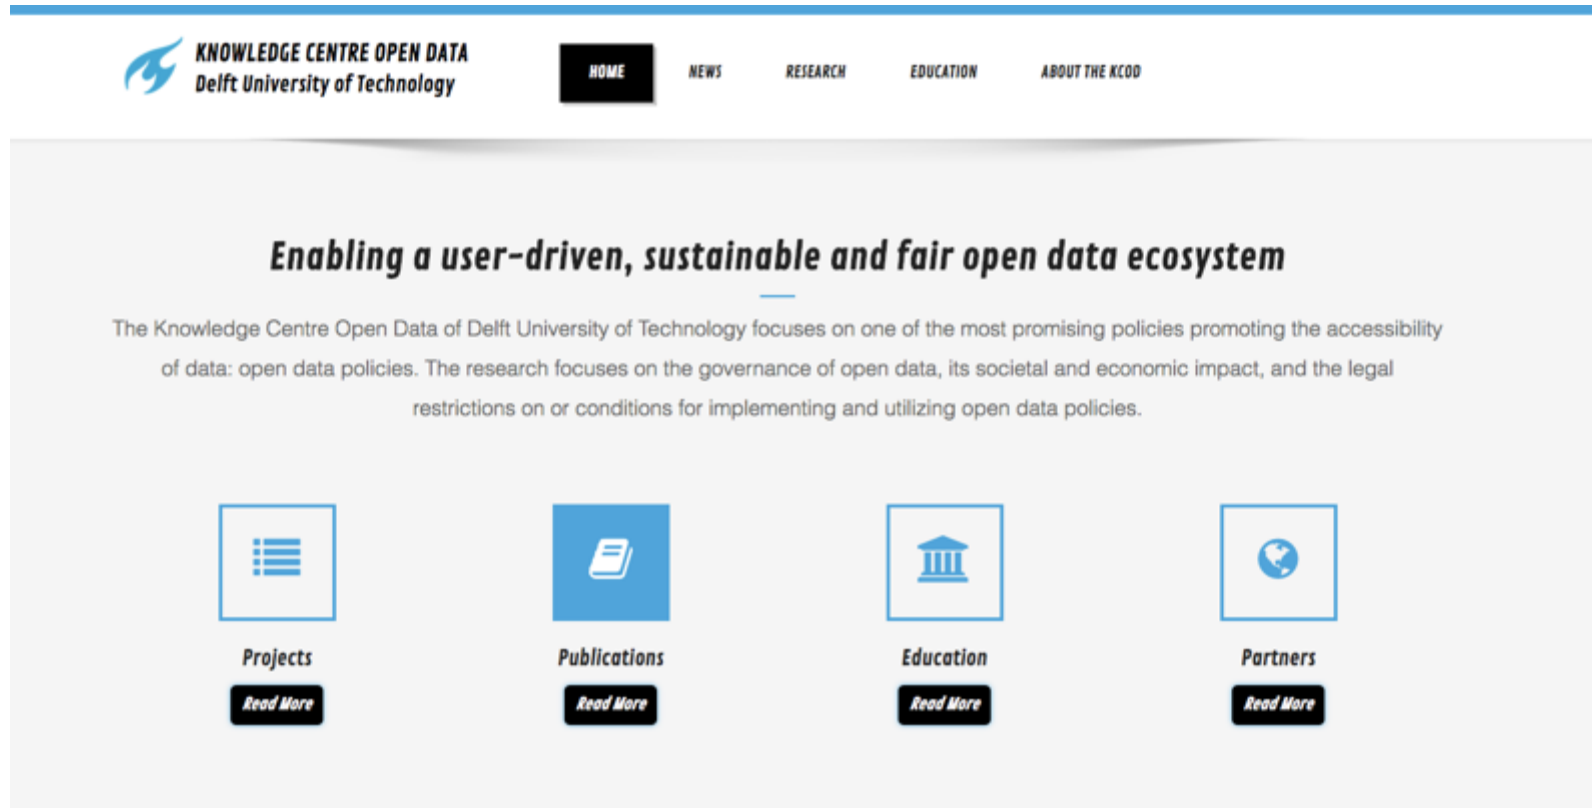 KNOWLEDGE CENTRE OPEN DATA
Delft University of Technology
HOME
NEWS
RESEARCH
EDUCATION
ABOUT THE KCOD
Enabling a user-driven, sustainable and fair open data ecosystem
The Knowledge Centre Open Data of Delft University of Technology focuses on one of the most promising policies promoting the accessibility
of data: open data policies. The research focuses on the governance of open data, its societal and economic impact, and the legal
restrictions on or conditions for implementing and utilizing open data policies.
Projects
Read More
Publications
Read More
Education
Read More
Partners
Read More